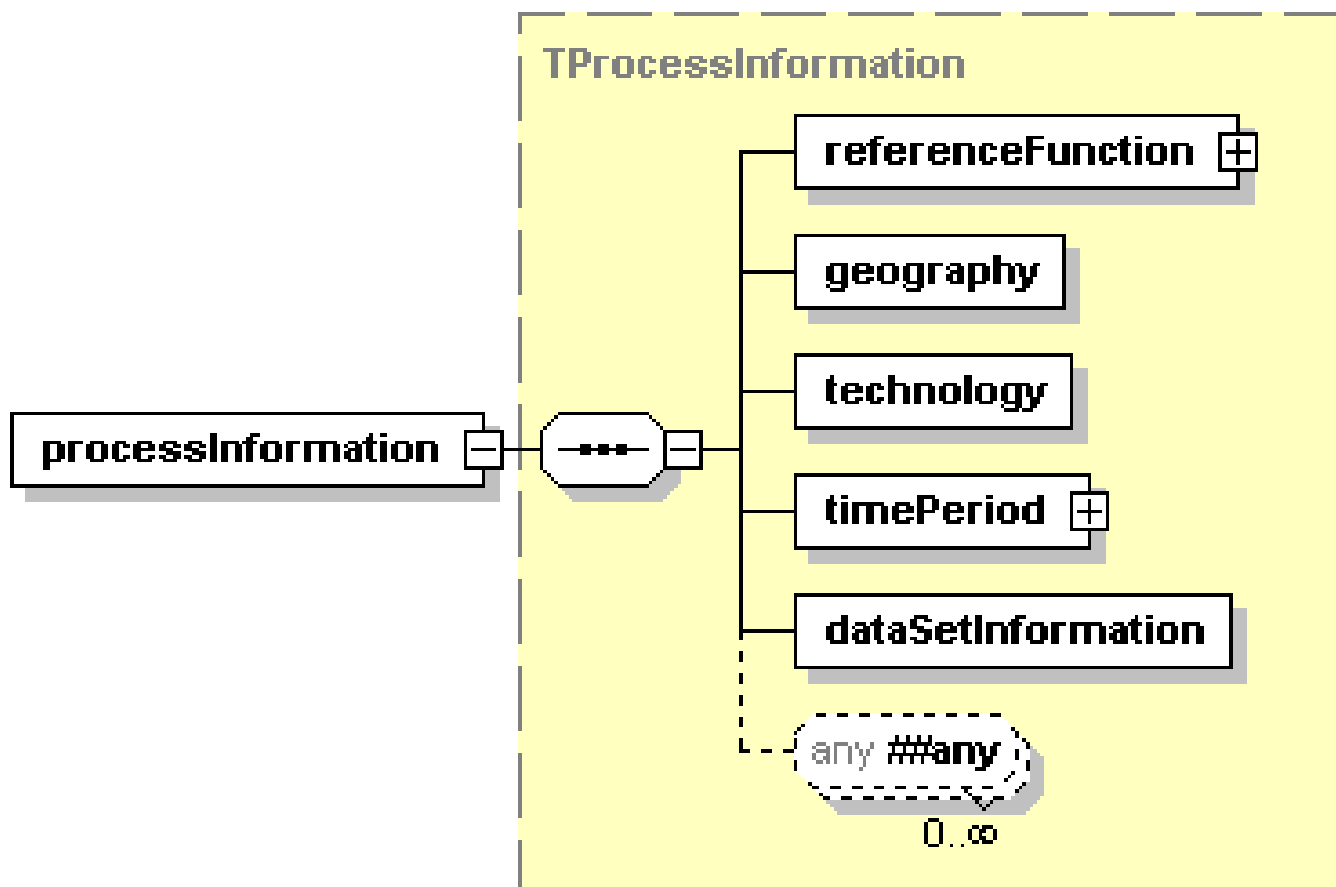 TProcessInformation
referenceFunction
geography
technology
processInformation
timePeriod
dataSetInformation
any ##any
0..∞